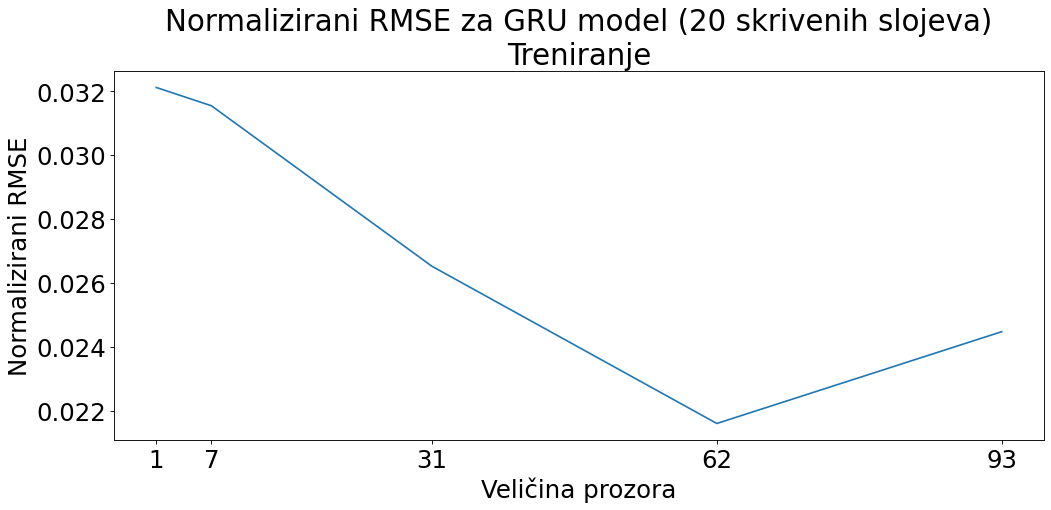 Normalizirani RMSE za GRU model (20 skrivenih slojeva)
Treniranje
Normalizirani RMSE
0.032
0.030
0.028
0.026
0.024
0.022
1 7 31 62 93
Veličina prozora